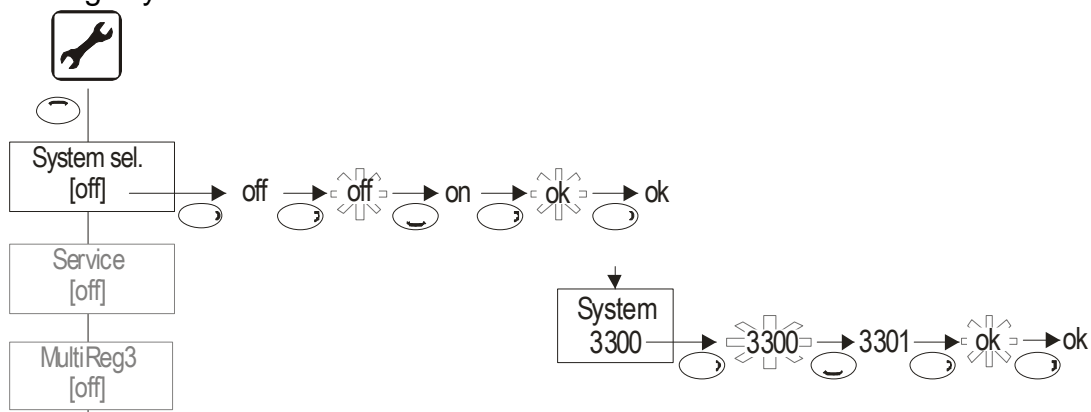 System sel.
[off]
off off on ok ok
Service
[off]
System
3300 3300 3301 ok ok
MultiReg3
[off]